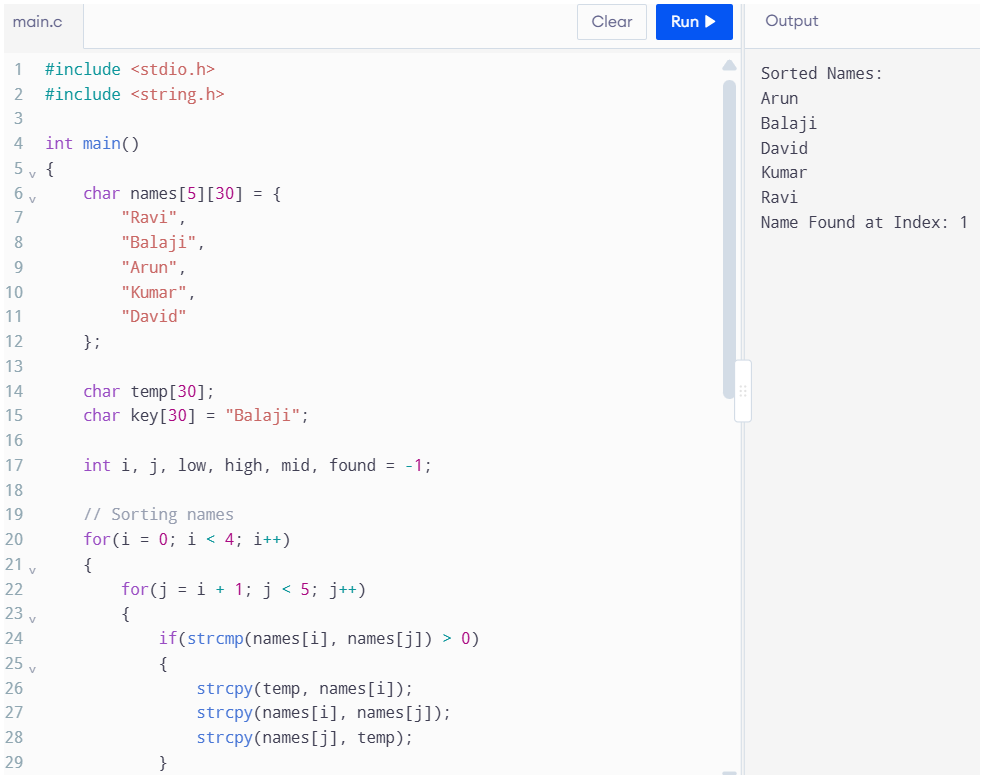 main.c
Clear
Run
Output
1 #include <stdio.h>
2 #include <string.h>
3
4 int main()
5 {
6     char names[5][30] = {
7         "Ravi",
8         "Balaji",
9         "Arun",
10         "Kumar",
11         "David"
12     };
13
14     char temp[30];
15     char key[30] = "Balaji";
16
17     int i, j, low, high, mid, found = -1;
18
19     // Sorting names
20     for(i = 0; i < 4; i++)
21     {
22         for(j = i + 1; j < 5; j++)
23         {
24             if(strcmp(names[i], names[j]) > 0)
25             {
26                 strcpy(temp, names[i]);
27                 strcpy(names[i], names[j]);
28                 strcpy(names[j], temp);
29             }
Sorted Names:
Arun
Balaji
David
Kumar
Ravi
Name Found at Index: 1